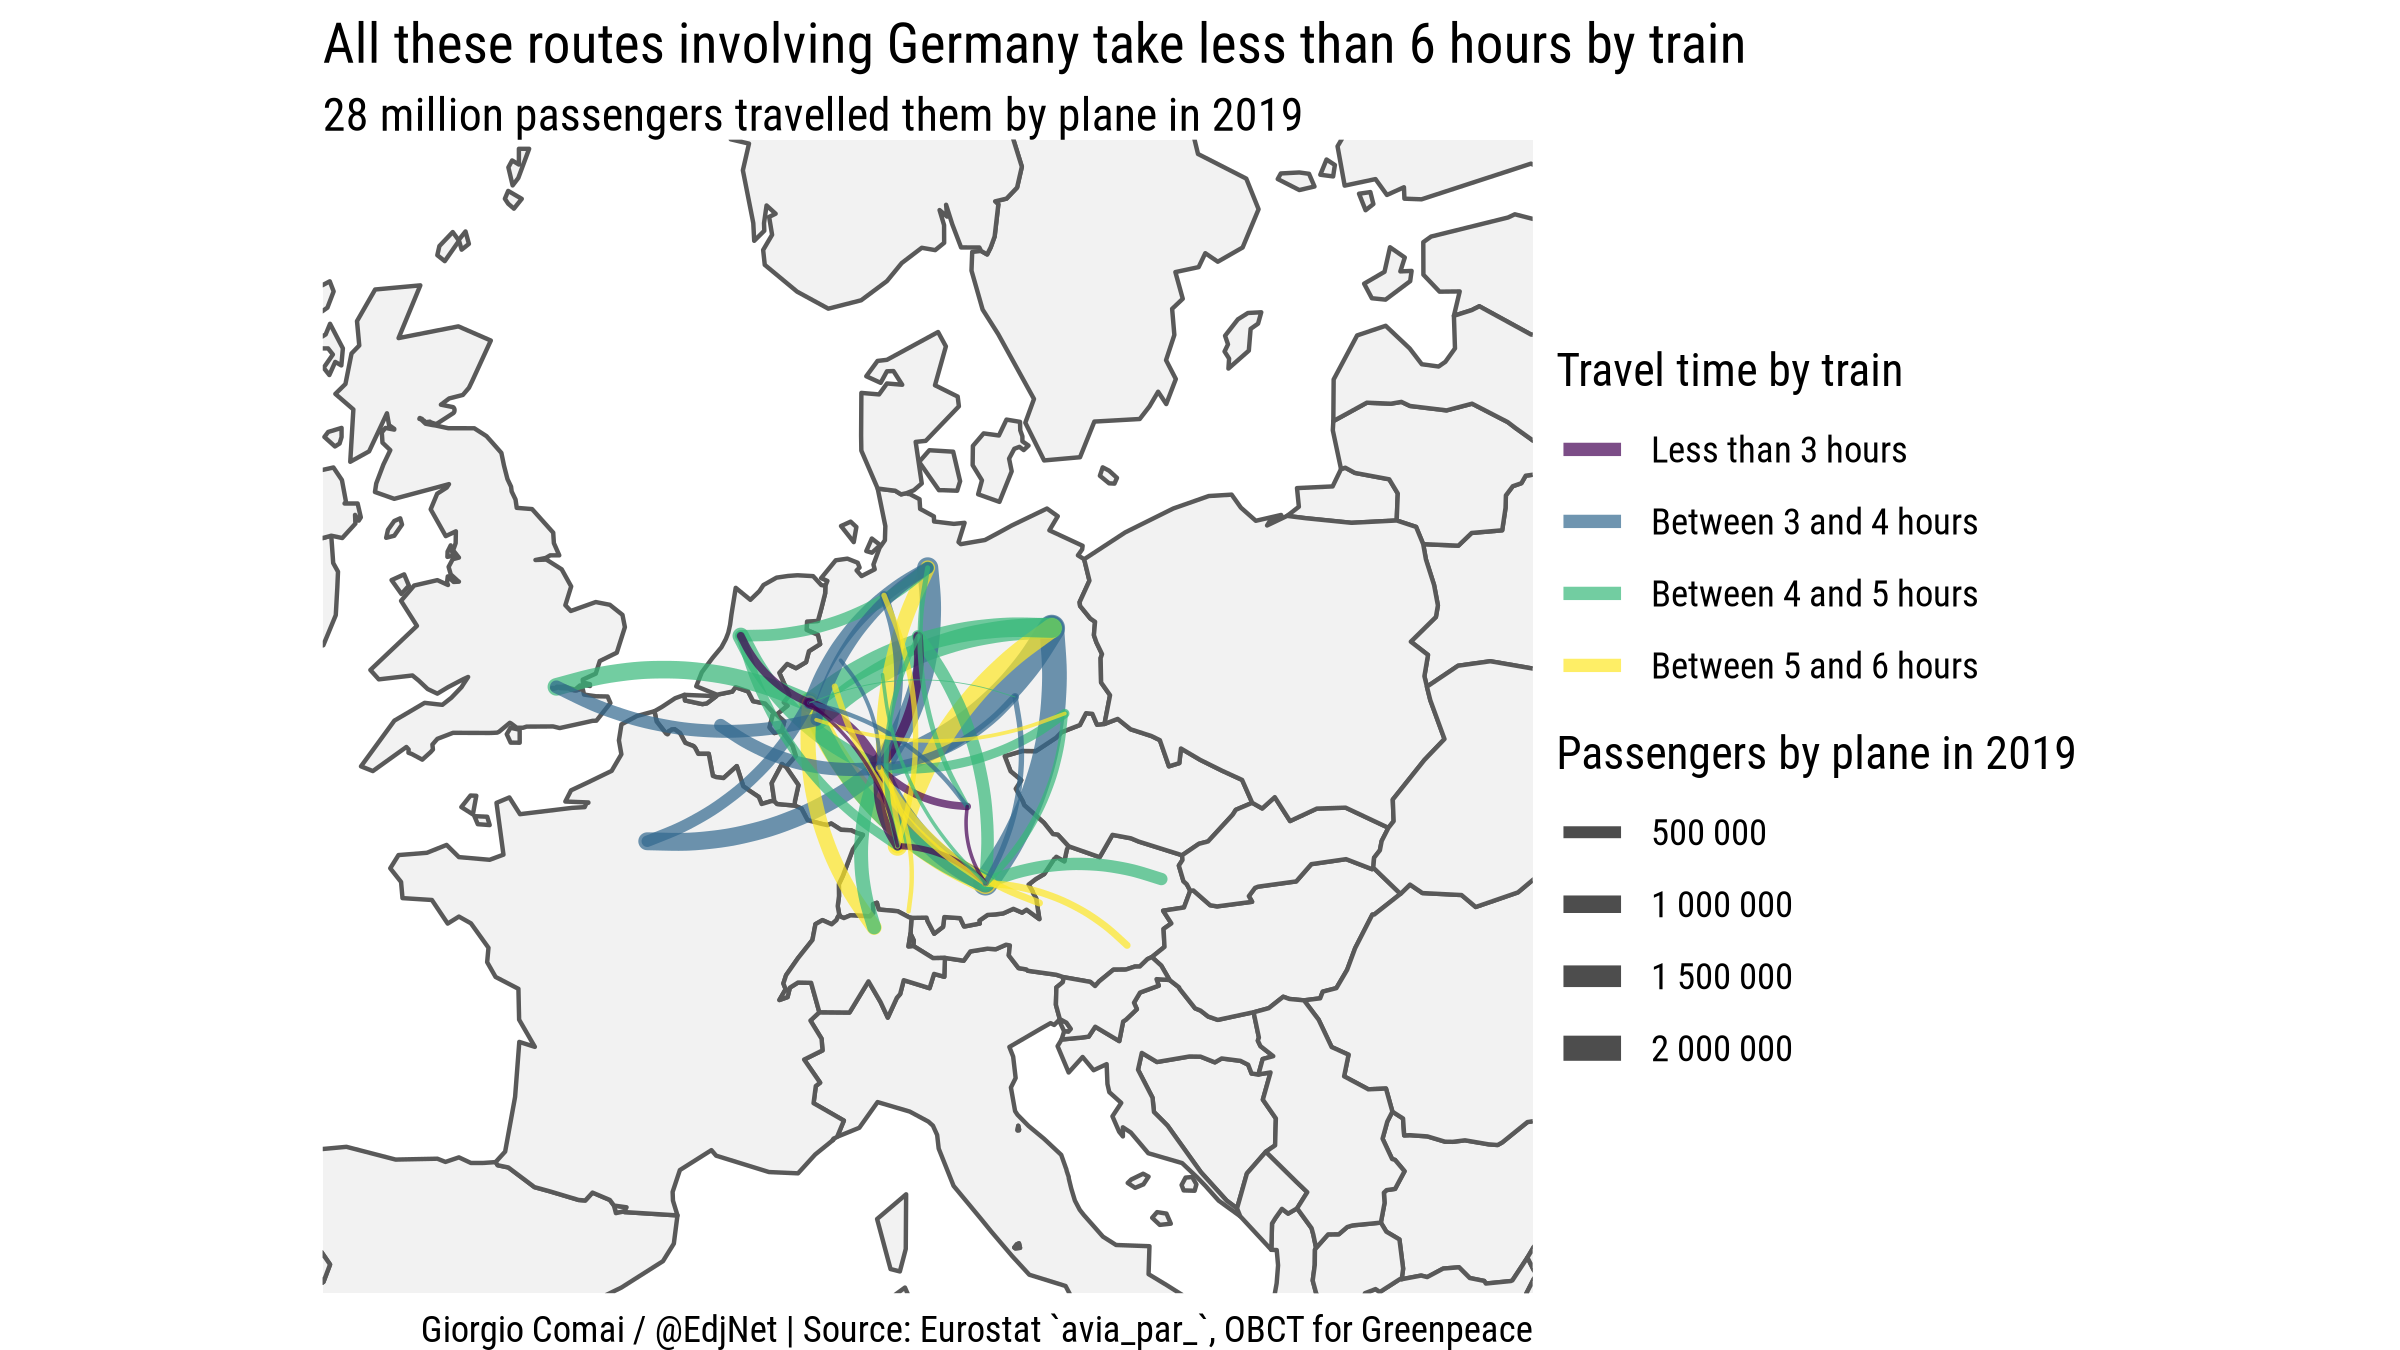 All these routes involving Germany take less than 6 hours by train
28 million passengers travelled them by plane in 2019
Travel time by train
Less than 3 hours
Between 3 and 4 hours
Between 4 and 5 hours
Between 5 and 6 hours
Passengers by plane in 2019
500 000
1 000 000
1 500 000
2 000 000
Giorgio Comai / @EdjNet | Source: Eurostat `avia_par_`, OBCT for Greenpeace